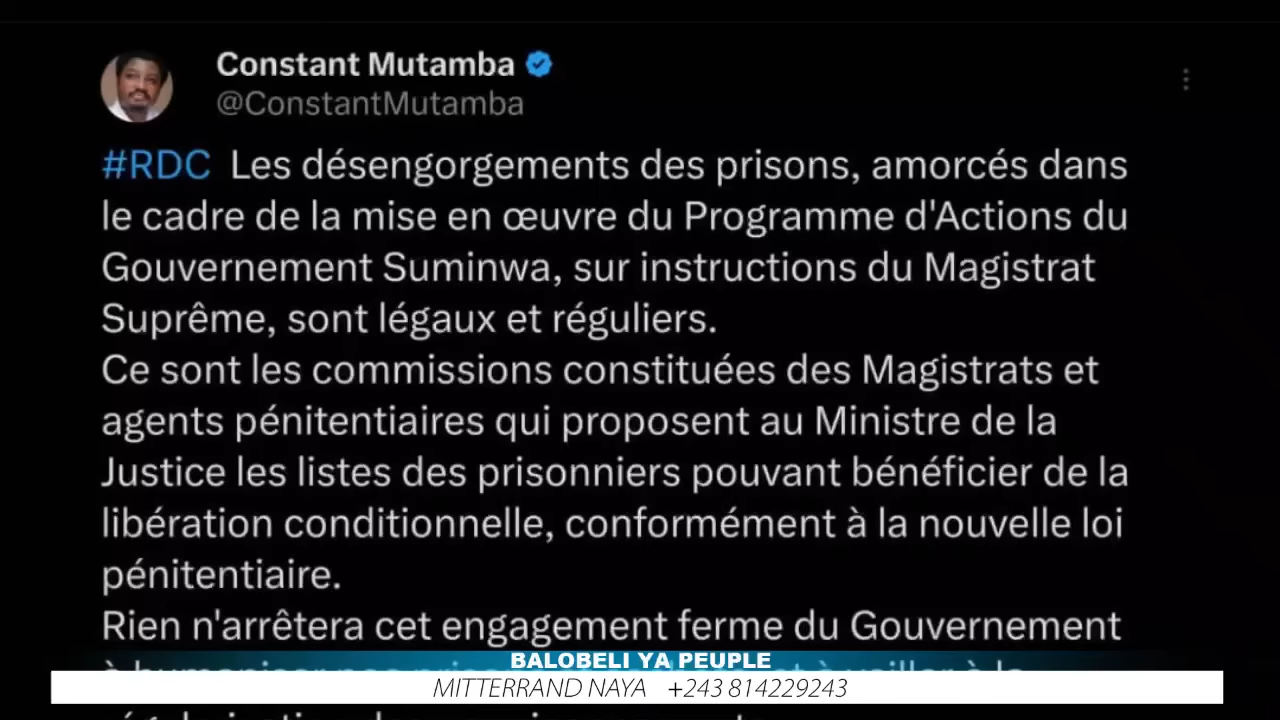 Constant Mutamba
@ConstantMutamba
#RDC Les désengorgements des prisons, amorcés dans
le cadre de la mise en œuvre du Programme d'Actions du
Gouvernement Suminwa, sur instructions du Magistrat
Suprême, sont légaux et réguliers.
Ce sont les commissions constituées des Magistrats et
agents pénitentiaires qui proposent au Ministre de la
Justice les listes des prisonniers pouvant bénéficier de la
libération conditionnelle, conformément à la nouvelle loi
pénitentiaire.
Rien n'arrêtera cet engagement ferme du Gouvernement
BALOBELI YA PEUPLE
MITTERRAND NAYA +243 814229243